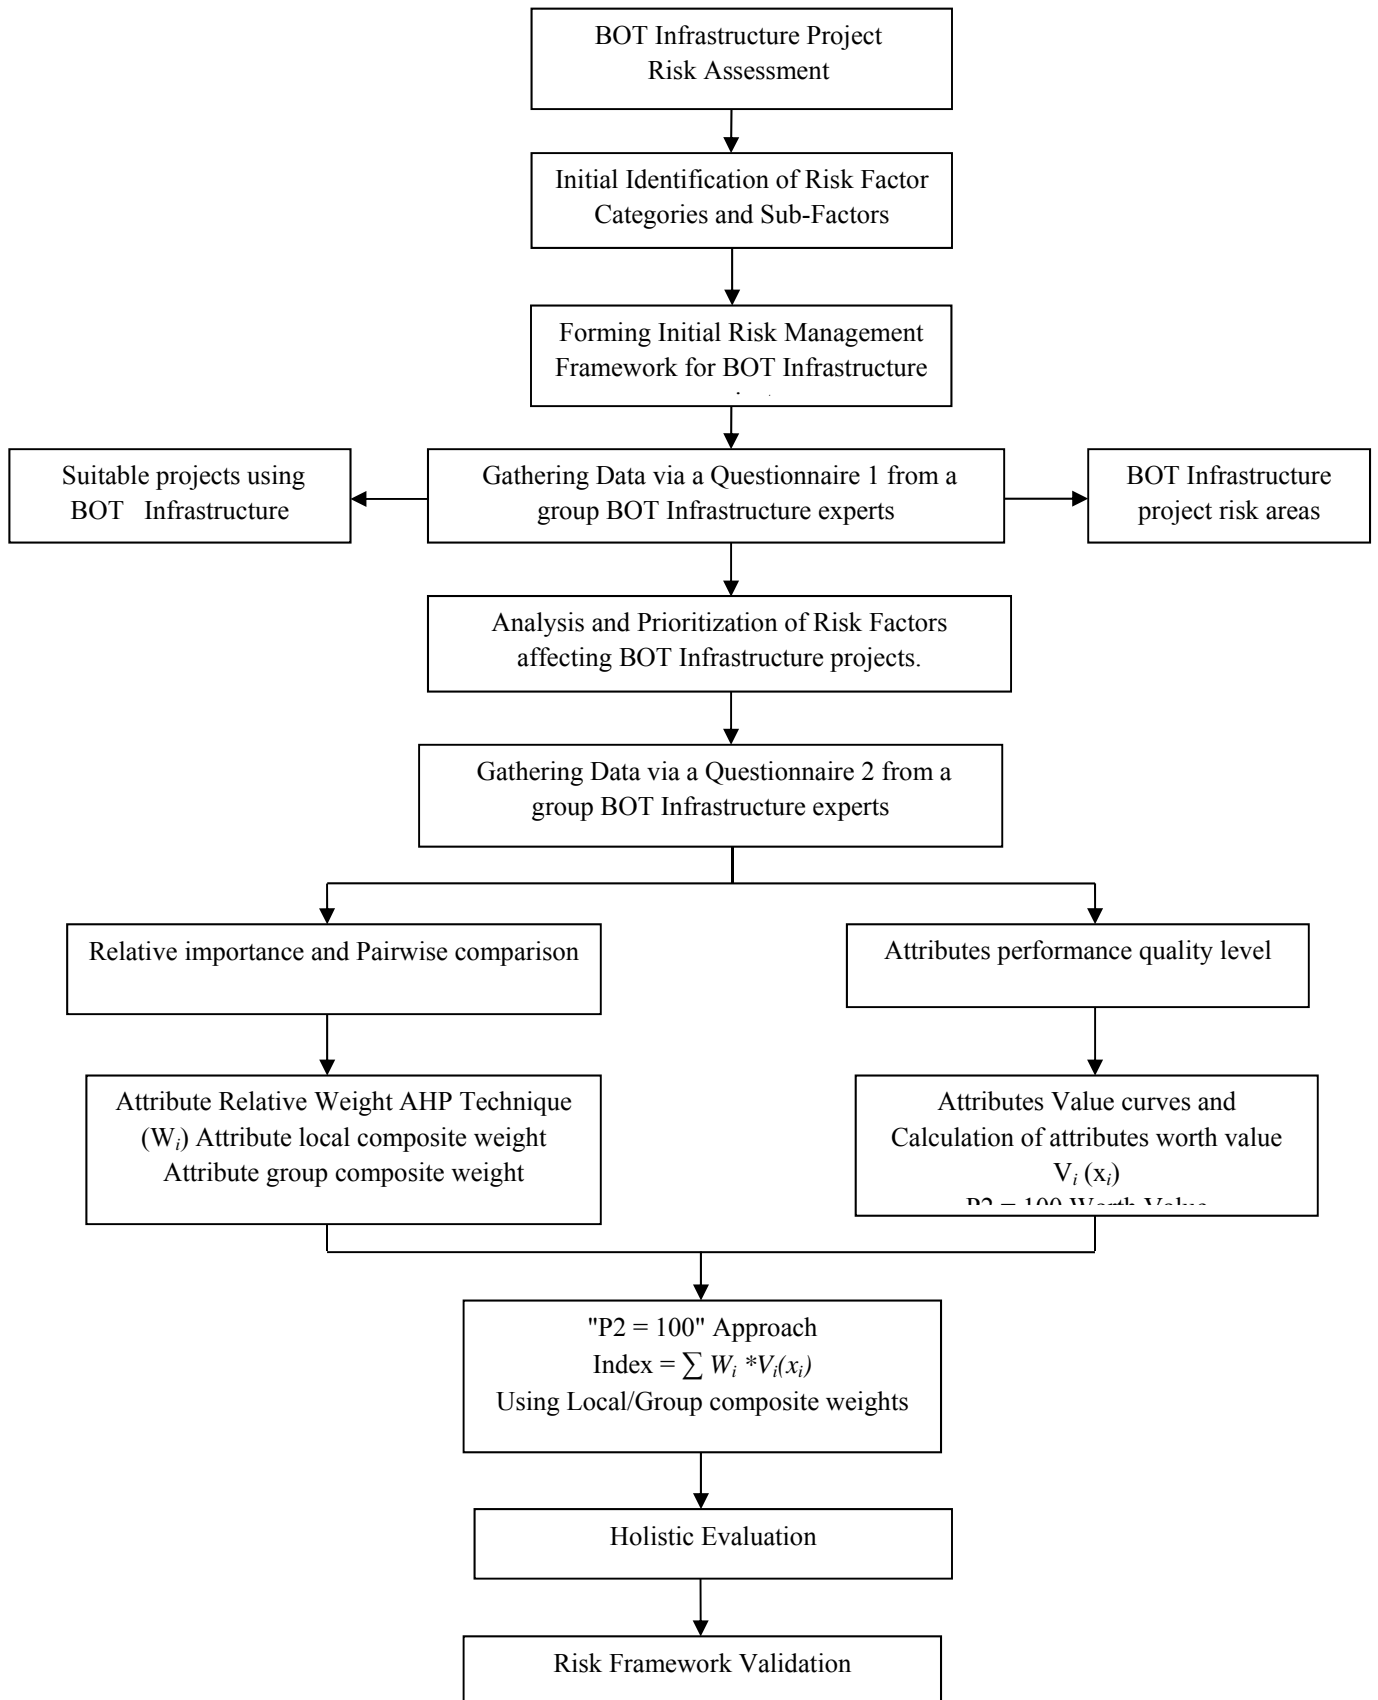 BOT Infrastructure Project
Risk Assessment
Initial Identification of Risk Factor
Categories and Sub-Factors
Forming Initial Risk Management
Framework for BOT Infrastructure
Suitable projects using
BOT Infrastructure
Gathering Data via a Questionnaire 1 from a
group BOT Infrastructure experts
BOT Infrastructure
project risk areas
Analysis and Prioritization of Risk Factors
affecting BOT Infrastructure projects.
Gathering Data via a Questionnaire 2 from a
group BOT Infrastructure experts
Relative importance and Pairwise comparison
Attributes performance quality level
Attribute Relative Weight AHP Technique
(Wi) Attribute local composite weight
Attribute group composite weight
Attributes Value curves and
Calculation of attributes worth value
Vi (xi)
P2 = 100 Worth Value
"P2 = 100" Approach
Index = ∑ Wi *Vi(xi)
Using Local/Group composite weights
Holistic Evaluation
Risk Framework Validation